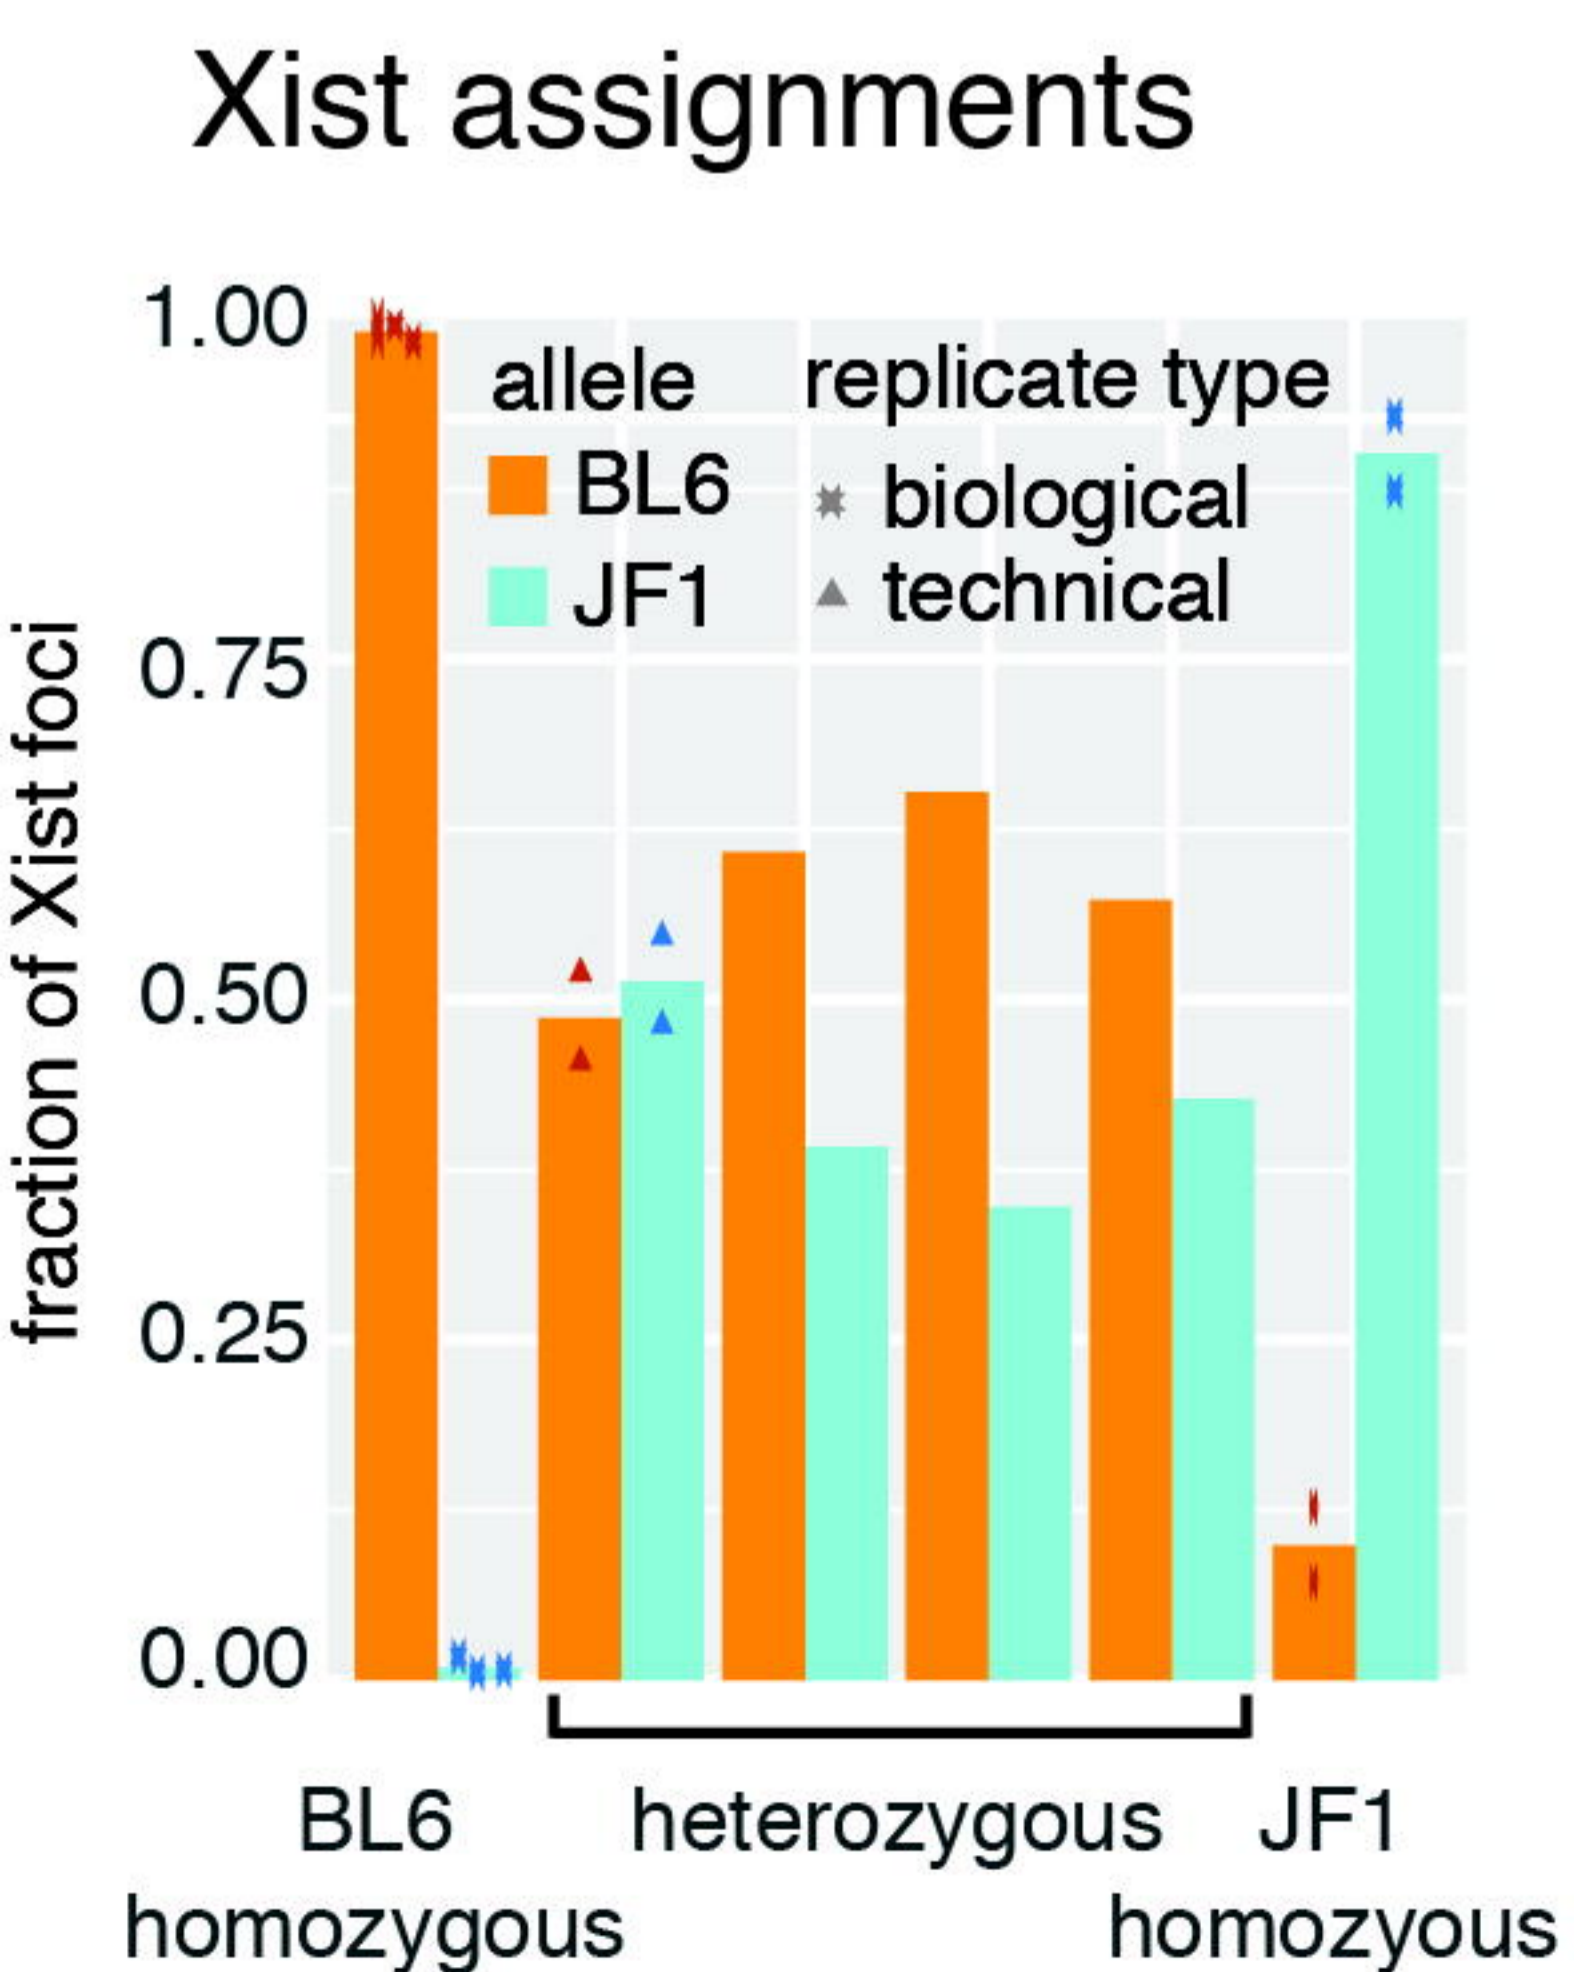 Xist assignments
fraction of Xist foci
1.00
0.75
0.50
0.25
0.00
allele
BL6
JF1
replicate type
biological
technical
BL6
homozygous
heterozygous
JF1
homozyous